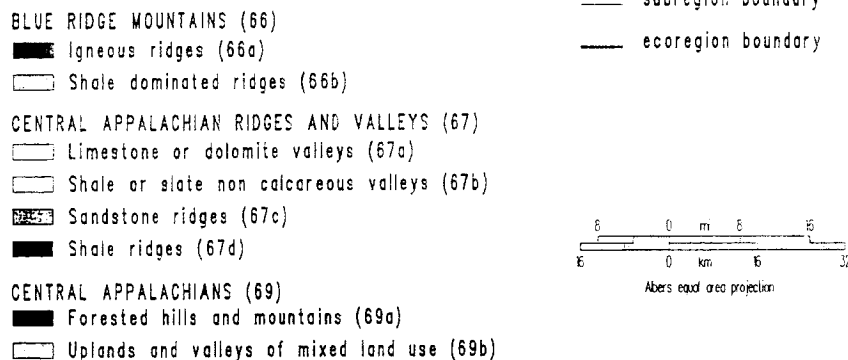 BLUE RIDGE MOUNTAINS (66)
Igneous ridges (66a)
Shale dominated ridges (66b)
CENTRAL APPALACHIAN RIDGES AND VALLEYS (67)
Limestone or dolomite valleys (67a)
Shale or slate non calcareous valleys (67b)
Sandstone ridges (67c)
Shale ridges (67d)
CENTRAL APPALACHIANS (69)
Forested hills and mountains (69a)
Uplands and valleys of mixed land use (69b)
subregion boundary
ecoregion boundary
8 0 mi 8 16
16 0 km 16 32
Albers equal area projection